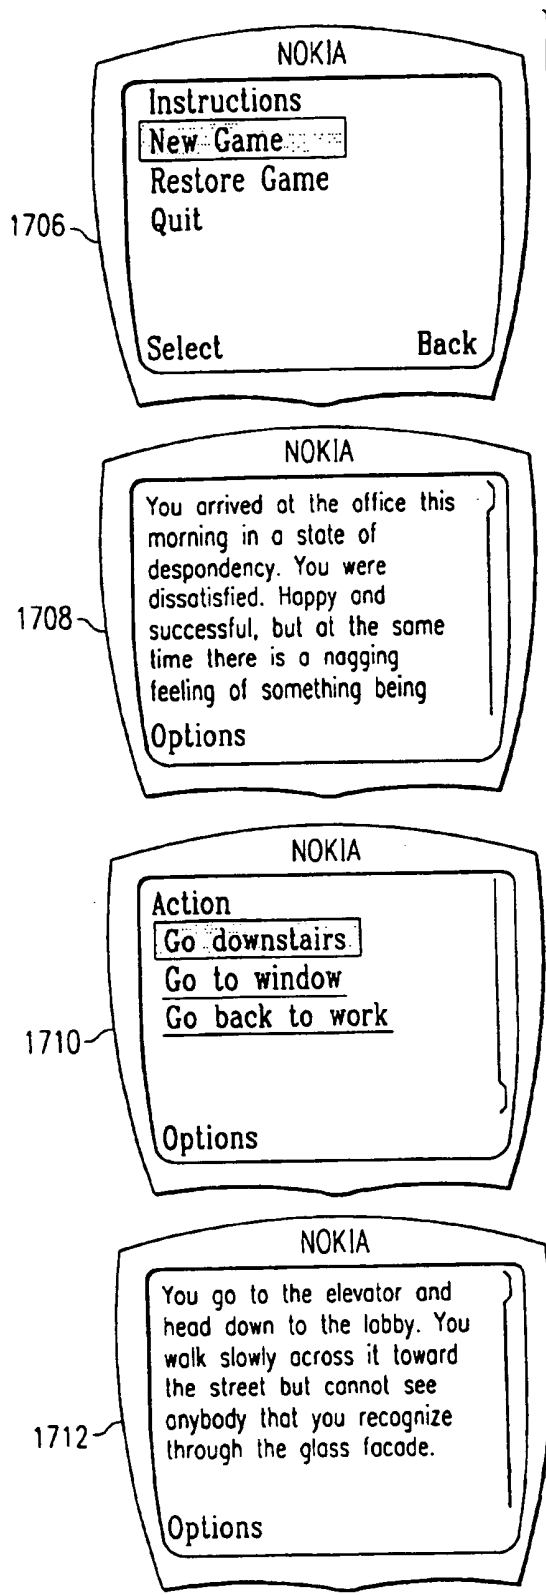 NOKIA
Instructions
New Game
Restore Game
Quit
1706
Select Back
NOKIA
You arrived at the office this
morning in a state of
despondency. You were
dissatisfied. Happy and
1708
successful, but at the same
time there is a nagging
feeling of something being
Options
NOKIA
Action
Go downstairs
Go to window
Go back to work
1710
Options
NOKIA
You go to the elevator and
head down to the lobby. You
walk slowly across it toward
the street but cannot see
anybody that you recognize
1712
through the glass facade.
Options